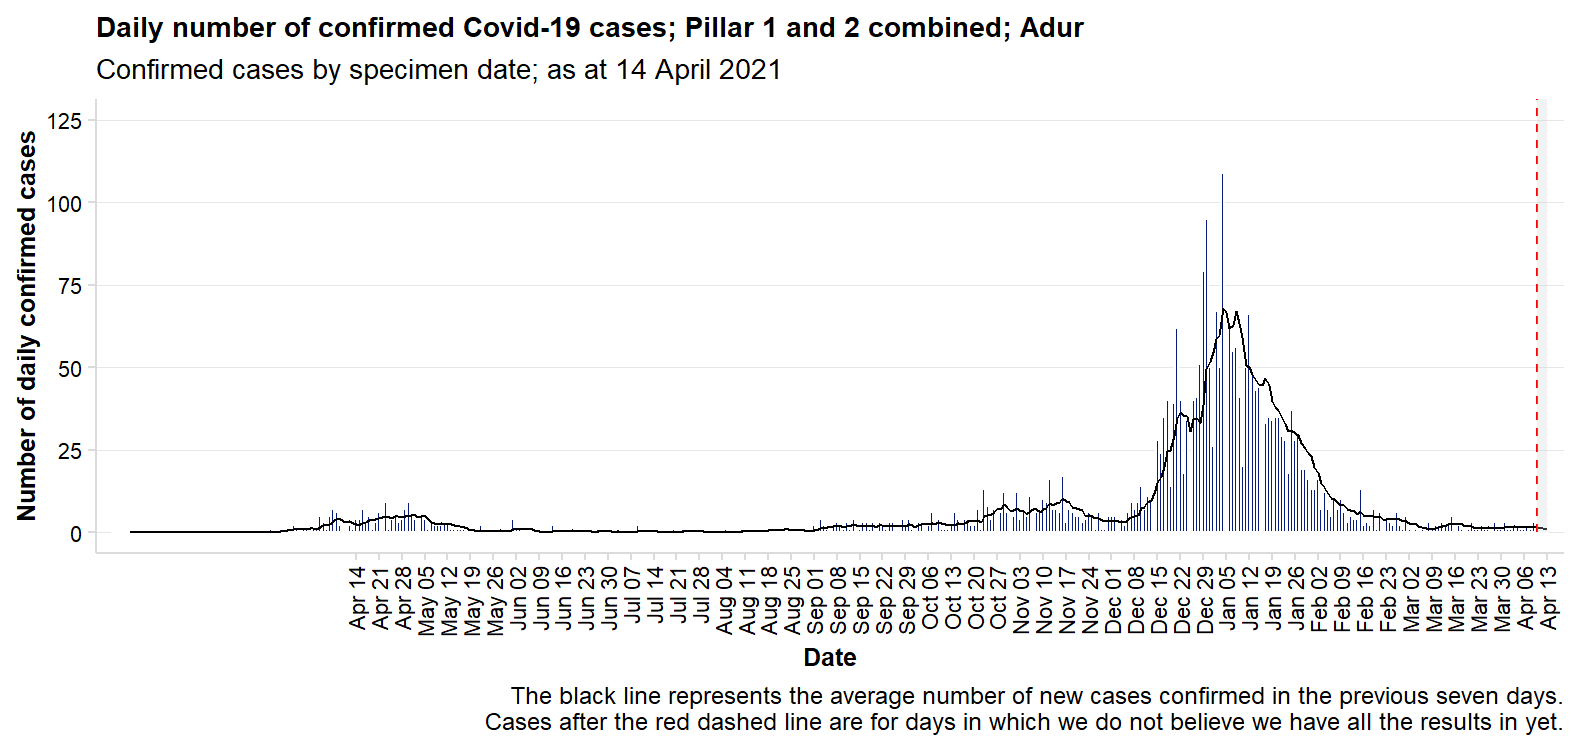 Daily number of confirmed Covid-19 cases; Pillar 1 and 2 combined; Adur
Confirmed cases by specimen date; as at 14 April 2021
Number of daily confirmed cases
125
100
75
50
25
0
Apr 14
Apr 21
Apr 28
May 05
May 12
May 19
May 26
Jun 02
Jun 09
Jun 16
Jun 23
Jun 30
Jul 07
Jul 14
Jul 21
Jul 28
Aug 04
Aug 11
Aug 18
Aug 25
Sep 01
Sep 08
Sep 15
Sep 22
Sep 29
Oct 06
Oct 13
Oct 20
Oct 27
Nov 03
Nov 10
Nov 17
Nov 24
Dec 01
Dec 08
Dec 15
Dec 22
Dec 29
Jan 05
Jan 12
Jan 19
Jan 26
Feb 02
Feb 09
Feb 16
Feb 23
Mar 02
Mar 09
Mar 16
Mar 23
Mar 30
Apr 06
Apr 13
Date
The black line represents the average number of new cases confirmed in the previous seven days.
Cases after the red dashed line are for days in which we do not believe we have all the results in yet.